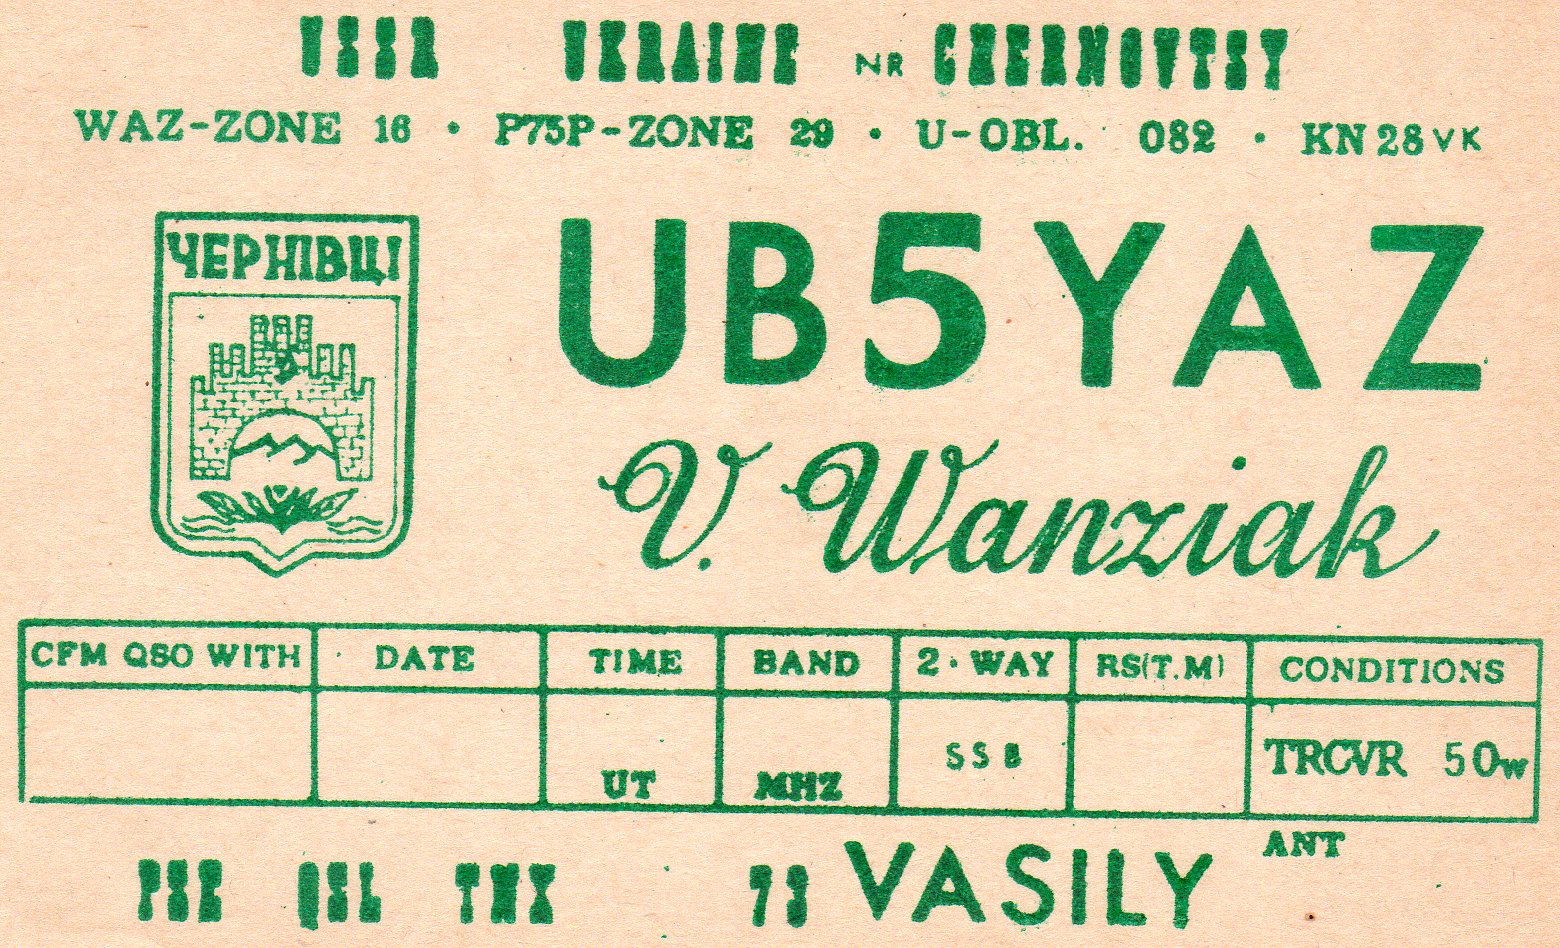 USSR UKRAINE NR CHERNOVTSY
WAZ-ZONE 16 • P75P-ZONE 29 • U-OBL. 082 • KN28VK
ЧЕРНІВЦІ
UB5YAZ
V. Wanziak
CFM QSO WITH DATE TIME BAND 2·WAY RS(T.M) CONDITIONS
UT MHZ SSB TRCVR 50w
ANT
PSE QSL TNX 73 VASILY